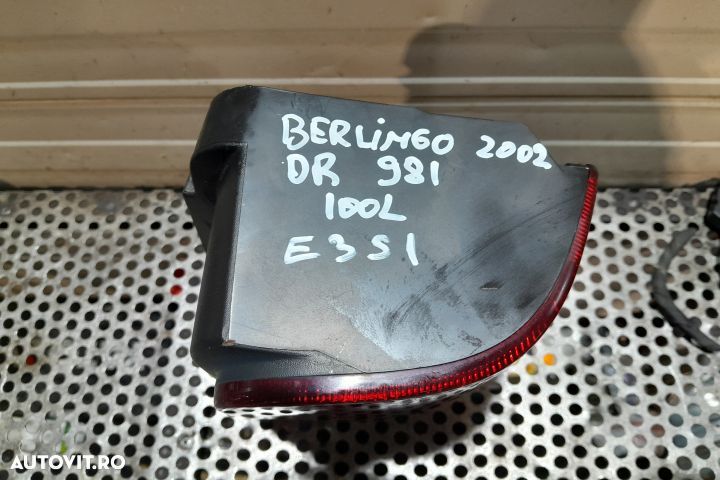 BERLINGO 2002
DR 981
100L
E3S1
AUTOVIT.RO